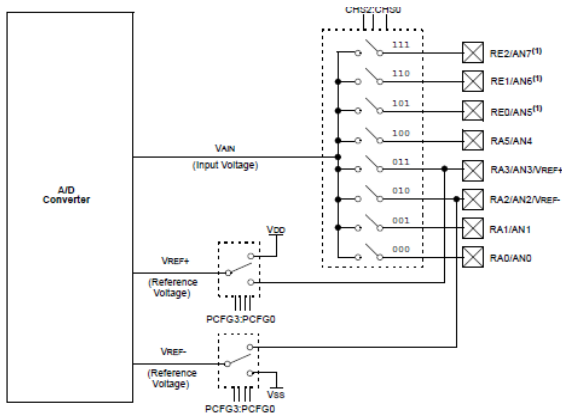 CHS2:CHS0
111 RE2/AN7(1)
110 RE1/AN6(1)
101 RE0/AN5(1)
100 RA5/AN4
VAIN
(Input Voltage)
011 RA3/AN3/VREF+
A/D
Converter
010 RA2/AN2/VREF-
001 RA1/AN1
VDD
000 RA0/AN0
VREF+
(Reference
Voltage)
PCFG3:PCFG0
VREF-
(Reference
Voltage)
VSS
PCFG3:PCFG0